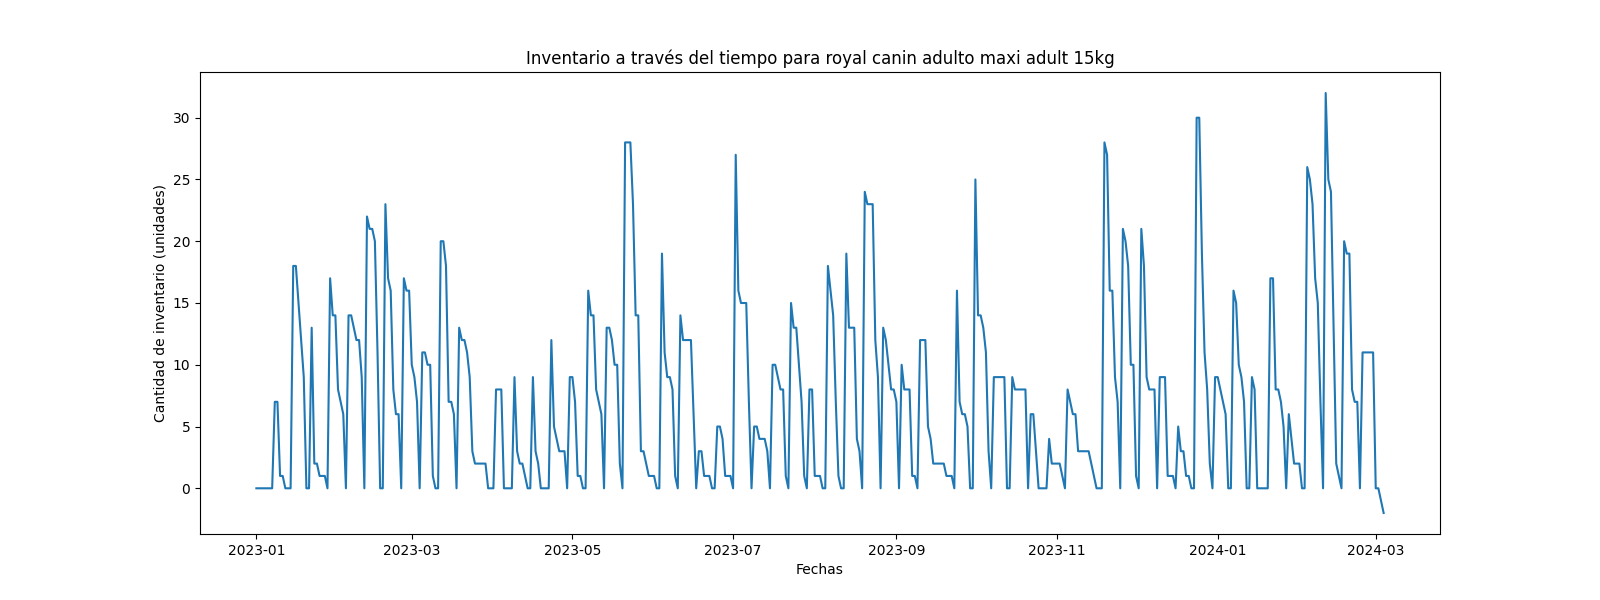 Inventario a través del tiempo para royal canin adulto maxi adult 15kg
Cantidad de inventario (unidades)
30
25
20
15
10
5
0
2023-01 2023-03 2023-05 2023-07 2023-09 2023-11 2024-01 2024-03
Fechas